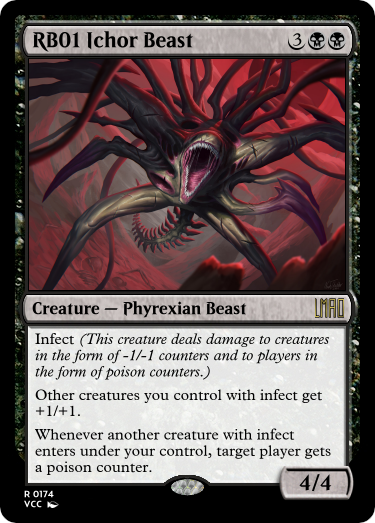 RB01 Ichor Beast 3
Creature — Phyrexian Beast LMAC
Infect (This creature deals damage to creatures
in the form of -1/-1 counters and to players
in the form of poison counters.)
Other creatures you control with infect get
+1/+1.
Whenever another creature with infect
enters under your control, target player gets
a poison counter.
4/4
R 0174
VCC